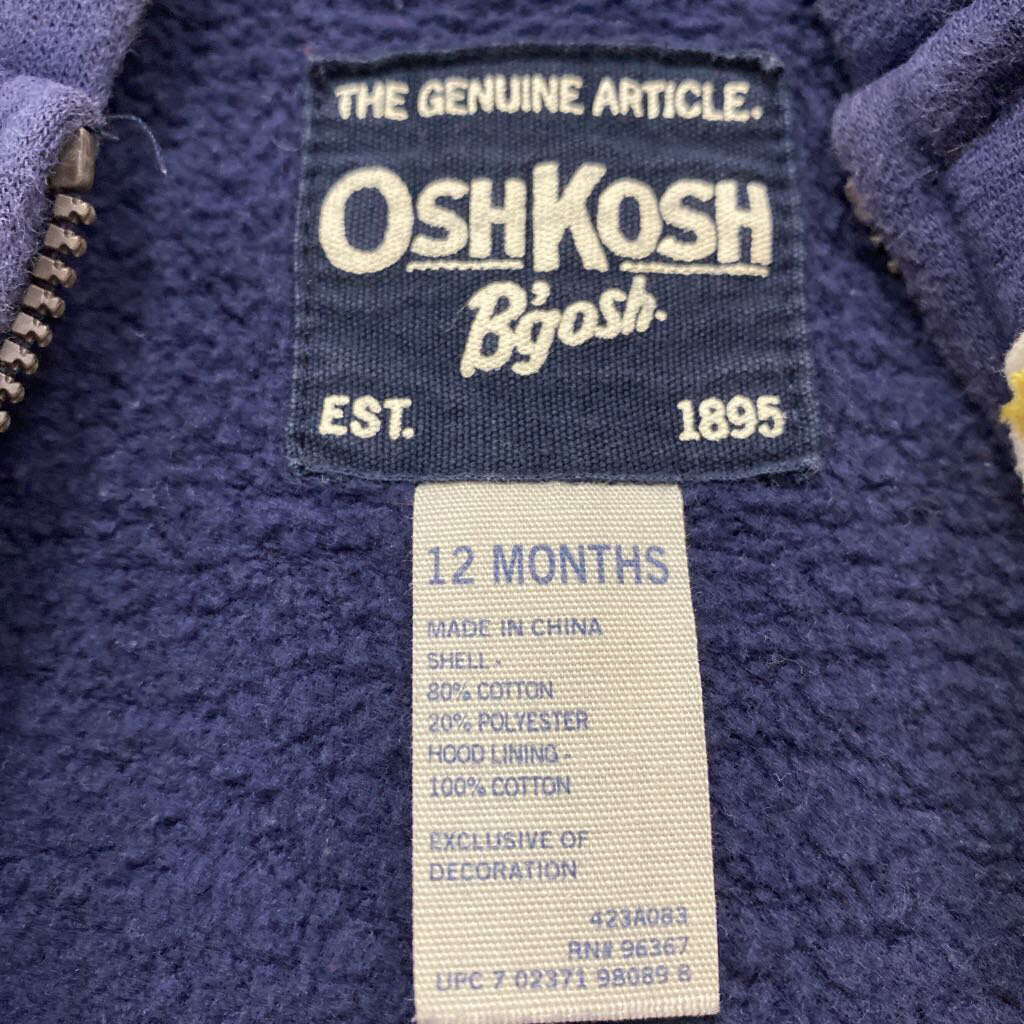 THE GENUINE ARTICLE.
OSHKOSH
B'gosh.
EST. 1895
12 MONTHS
MADE IN CHINA
SHELL -
80% COTTON
20% POLYESTER
HOOD LINING -
100% COTTON
EXCLUSIVE OF
DECORATION
423A083
RN# 96367
UPC 7 02371 98089 8